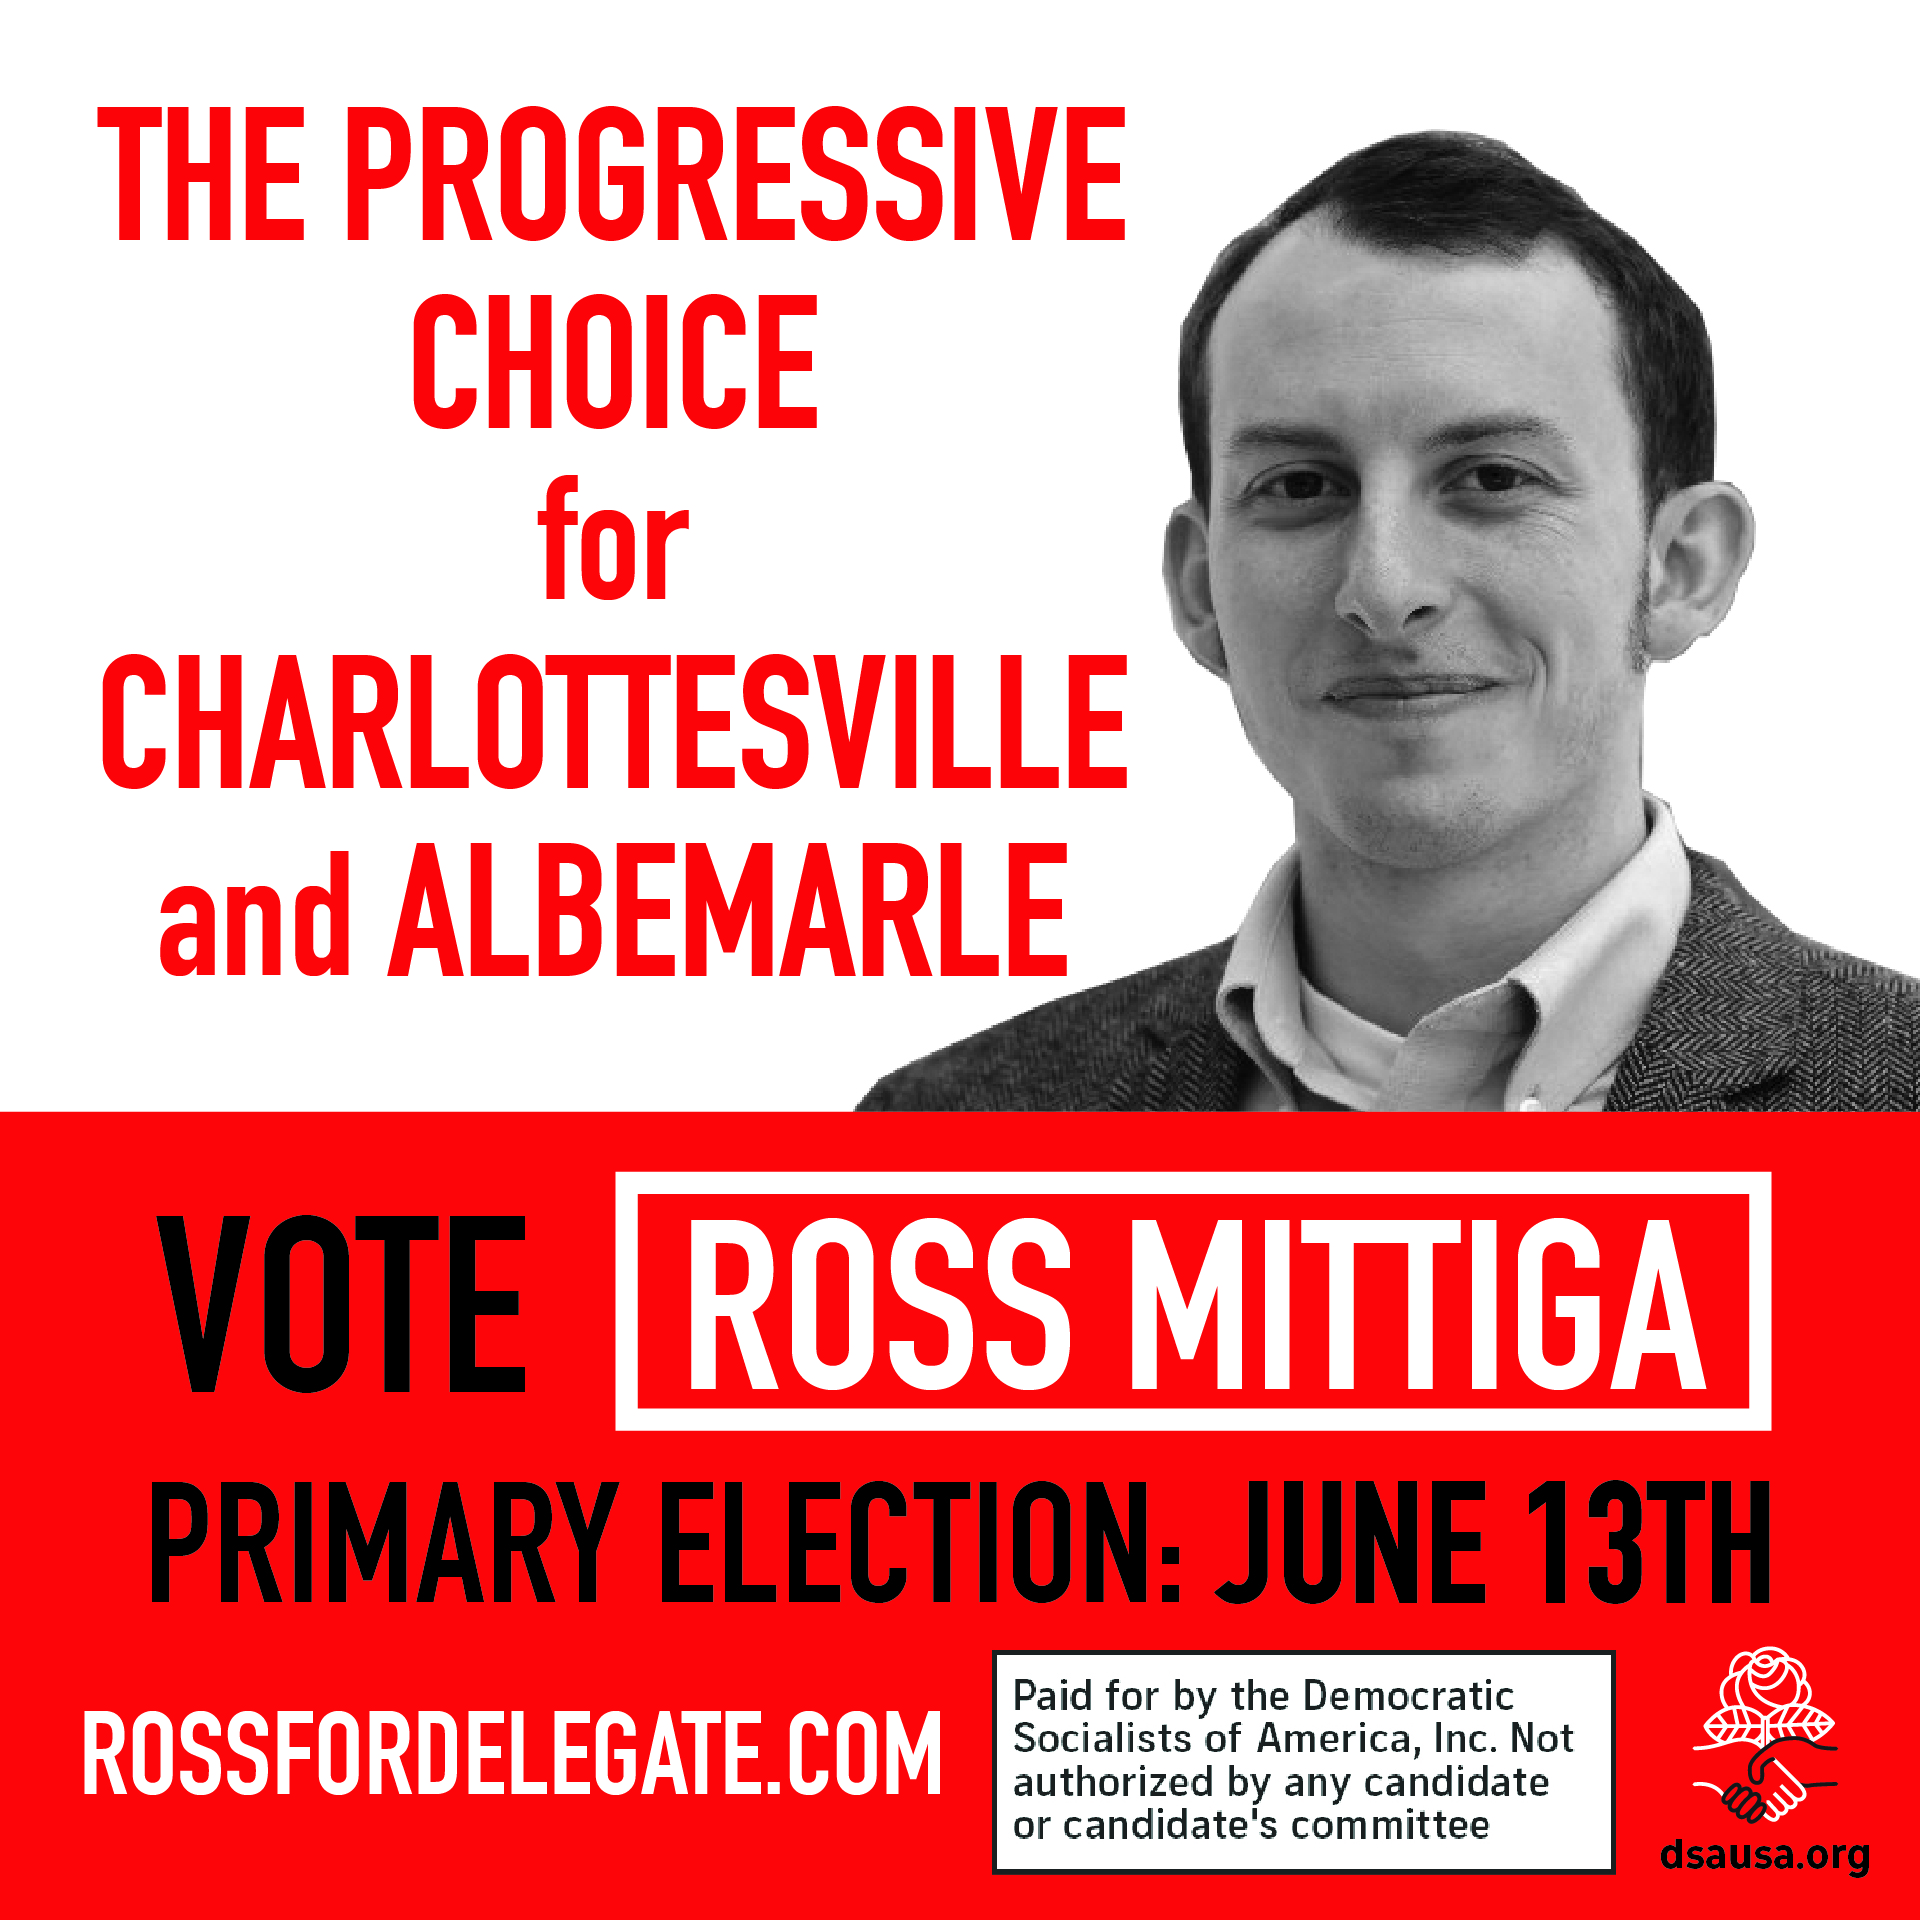 THE PROGRESSIVE
CHOICE
for
CHARLOTTESVILLE
and ALBEMARLE
VOTE ROSS MITTIGA
PRIMARY ELECTION: JUNE 13TH
ROSSFORDELEGATE.COM
Paid for by the Democratic
Socialists of America, Inc. Not
authorized by any candidate
or candidate's committee
dsausa.org